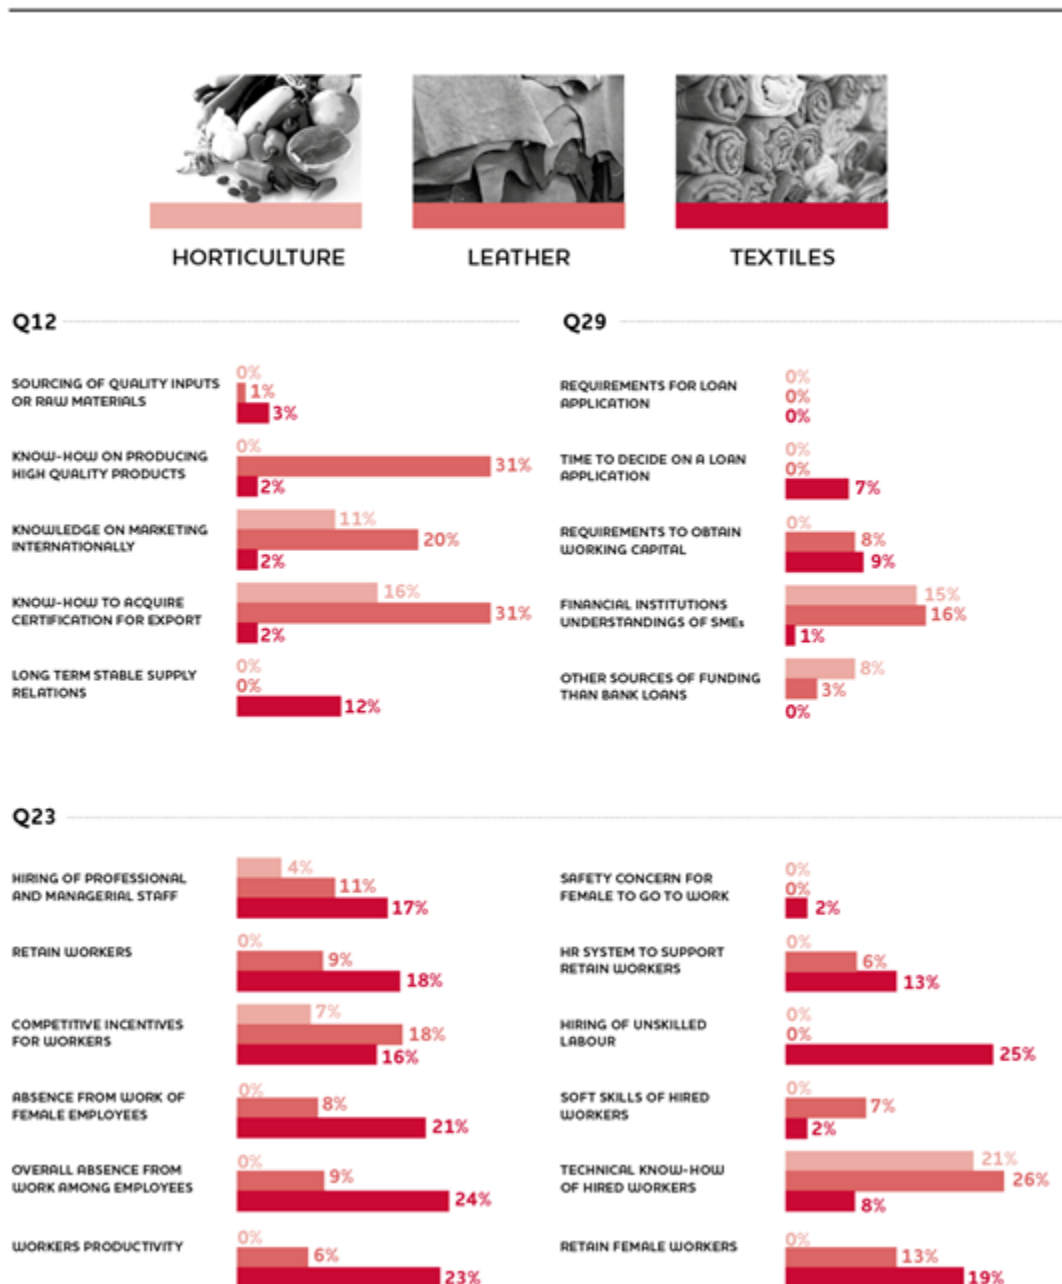 HORTICULTURE
LEATHER
TEXTILES
Q12
SOURCING OF QUALITY INPUTS
OR RAW MATERIALS
0%
1%
3%
KNOW-HOW ON PRODUCING
HIGH QUALITY PRODUCTS
0%
31%
2%
KNOWLEDGE ON MARKETING
INTERNATIONALLY
11%
20%
2%
KNOW-HOW TO ACQUIRE
CERTIFICATION FOR EXPORT
16%
31%
2%
LONG TERM STABLE SUPPLY
RELATIONS
0%
0%
12%
Q29
REQUIREMENTS FOR LOAN
APPLICATION
0%
0%
0%
TIME TO DECIDE ON A LOAN
APPLICATION
0%
0%
7%
REQUIREMENTS TO OBTAIN
WORKING CAPITAL
0%
8%
9%
FINANCIAL INSTITUTIONS
UNDERSTANDINGS OF SMEs
15%
16%
1%
OTHER SOURCES OF FUNDING
THAN BANK LOANS
8%
3%
0%
Q23
HIRING OF PROFESSIONAL
AND MANAGERIAL STAFF
4%
11%
17%
RETAIN WORKERS
0%
9%
18%
COMPETITIVE INCENTIVES
FOR WORKERS
7%
18%
16%
ABSENCE FROM WORK OF
FEMALE EMPLOYEES
0%
8%
21%
OVERALL ABSENCE FROM
WORK AMONG EMPLOYEES
0%
9%
24%
WORKERS PRODUCTIVITY
0%
6%
23%
SAFETY CONCERN FOR
FEMALE TO GO TO WORK
0%
0%
2%
HR SYSTEM TO SUPPORT
RETAIN WORKERS
0%
6%
13%
HIRING OF UNSKILLED
LABOUR
0%
0%
25%
SOFT SKILLS OF HIRED
WORKERS
0%
7%
2%
TECHNICAL KNOW-HOW
OF HIRED WORKERS
21%
26%
8%
RETAIN FEMALE WORKERS
0%
13%
19%